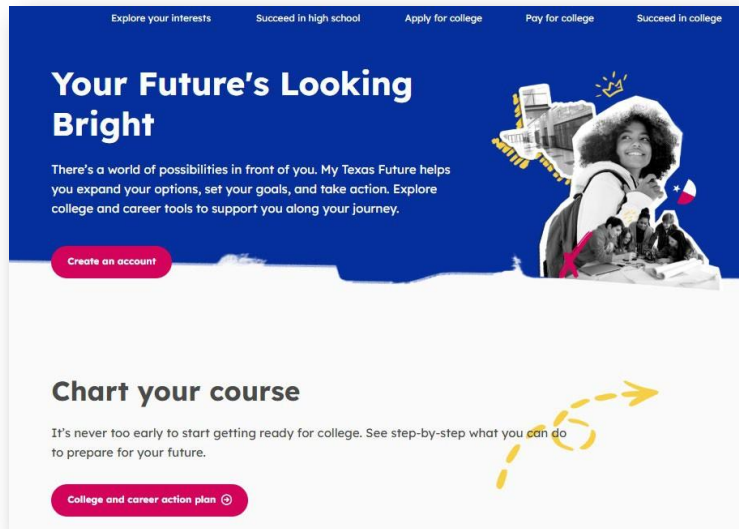 Explore your interests Succeed in high school Apply for college Pay for college Succeed in college
Your Future's Looking
Bright
There's a world of possibilities in front of you. My Texas Future helps
you expand your options, set your goals, and take action. Explore
college and career tools to support you along your journey.
Create an account
Chart your course
It's never too early to start getting ready for college. See step-by-step what you can do
to prepare for your future.
College and career action plan